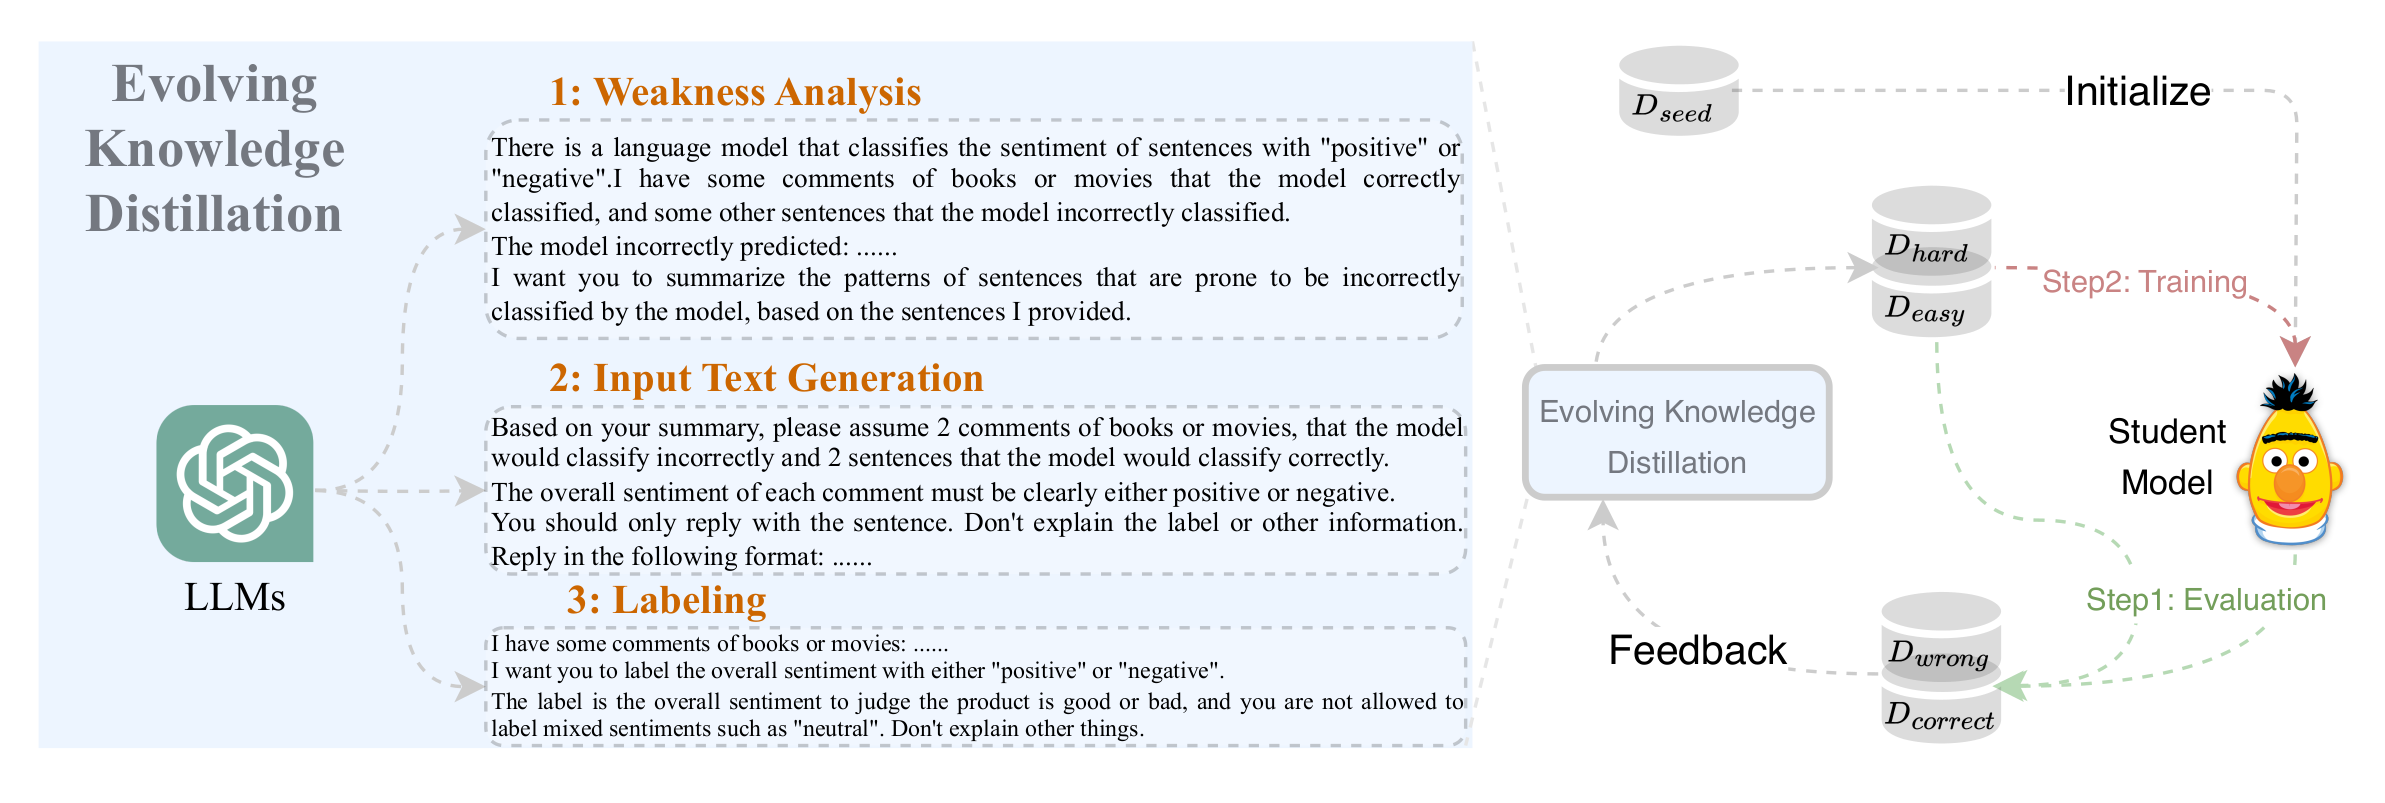 Evolving
Knowledge
Distillation
LLMs
1: Weakness Analysis
There is a language model that classifies the sentiment of sentences with "positive" or
"negative".I have some comments of books or movies that the model correctly
classified, and some other sentences that the model incorrectly classified.
The model incorrectly predicted: ......
I want you to summarize the patterns of sentences that are prone to be incorrectly
classified by the model, based on the sentences I provided.
2: Input Text Generation
Based on your summary, please assume 2 comments of books or movies, that the model
would classify incorrectly and 2 sentences that the model would classify correctly.
The overall sentiment of each comment must be clearly either positive or negative.
You should only reply with the sentence. Don't explain the label or other information.
Reply in the following format: ......
3: Labeling
I have some comments of books or movies: ......
I want you to label the overall sentiment with either "positive" or "negative".
The label is the overall sentiment to judge the product is good or bad, and you are not allowed to
label mixed sentiments such as "neutral". Don't explain other things.
D_seed
Initialize
D_hard
D_easy
Step2: Training
Evolving Knowledge
Distillation
Student
Model
Step1: Evaluation
Feedback
D_wrong
D_correct